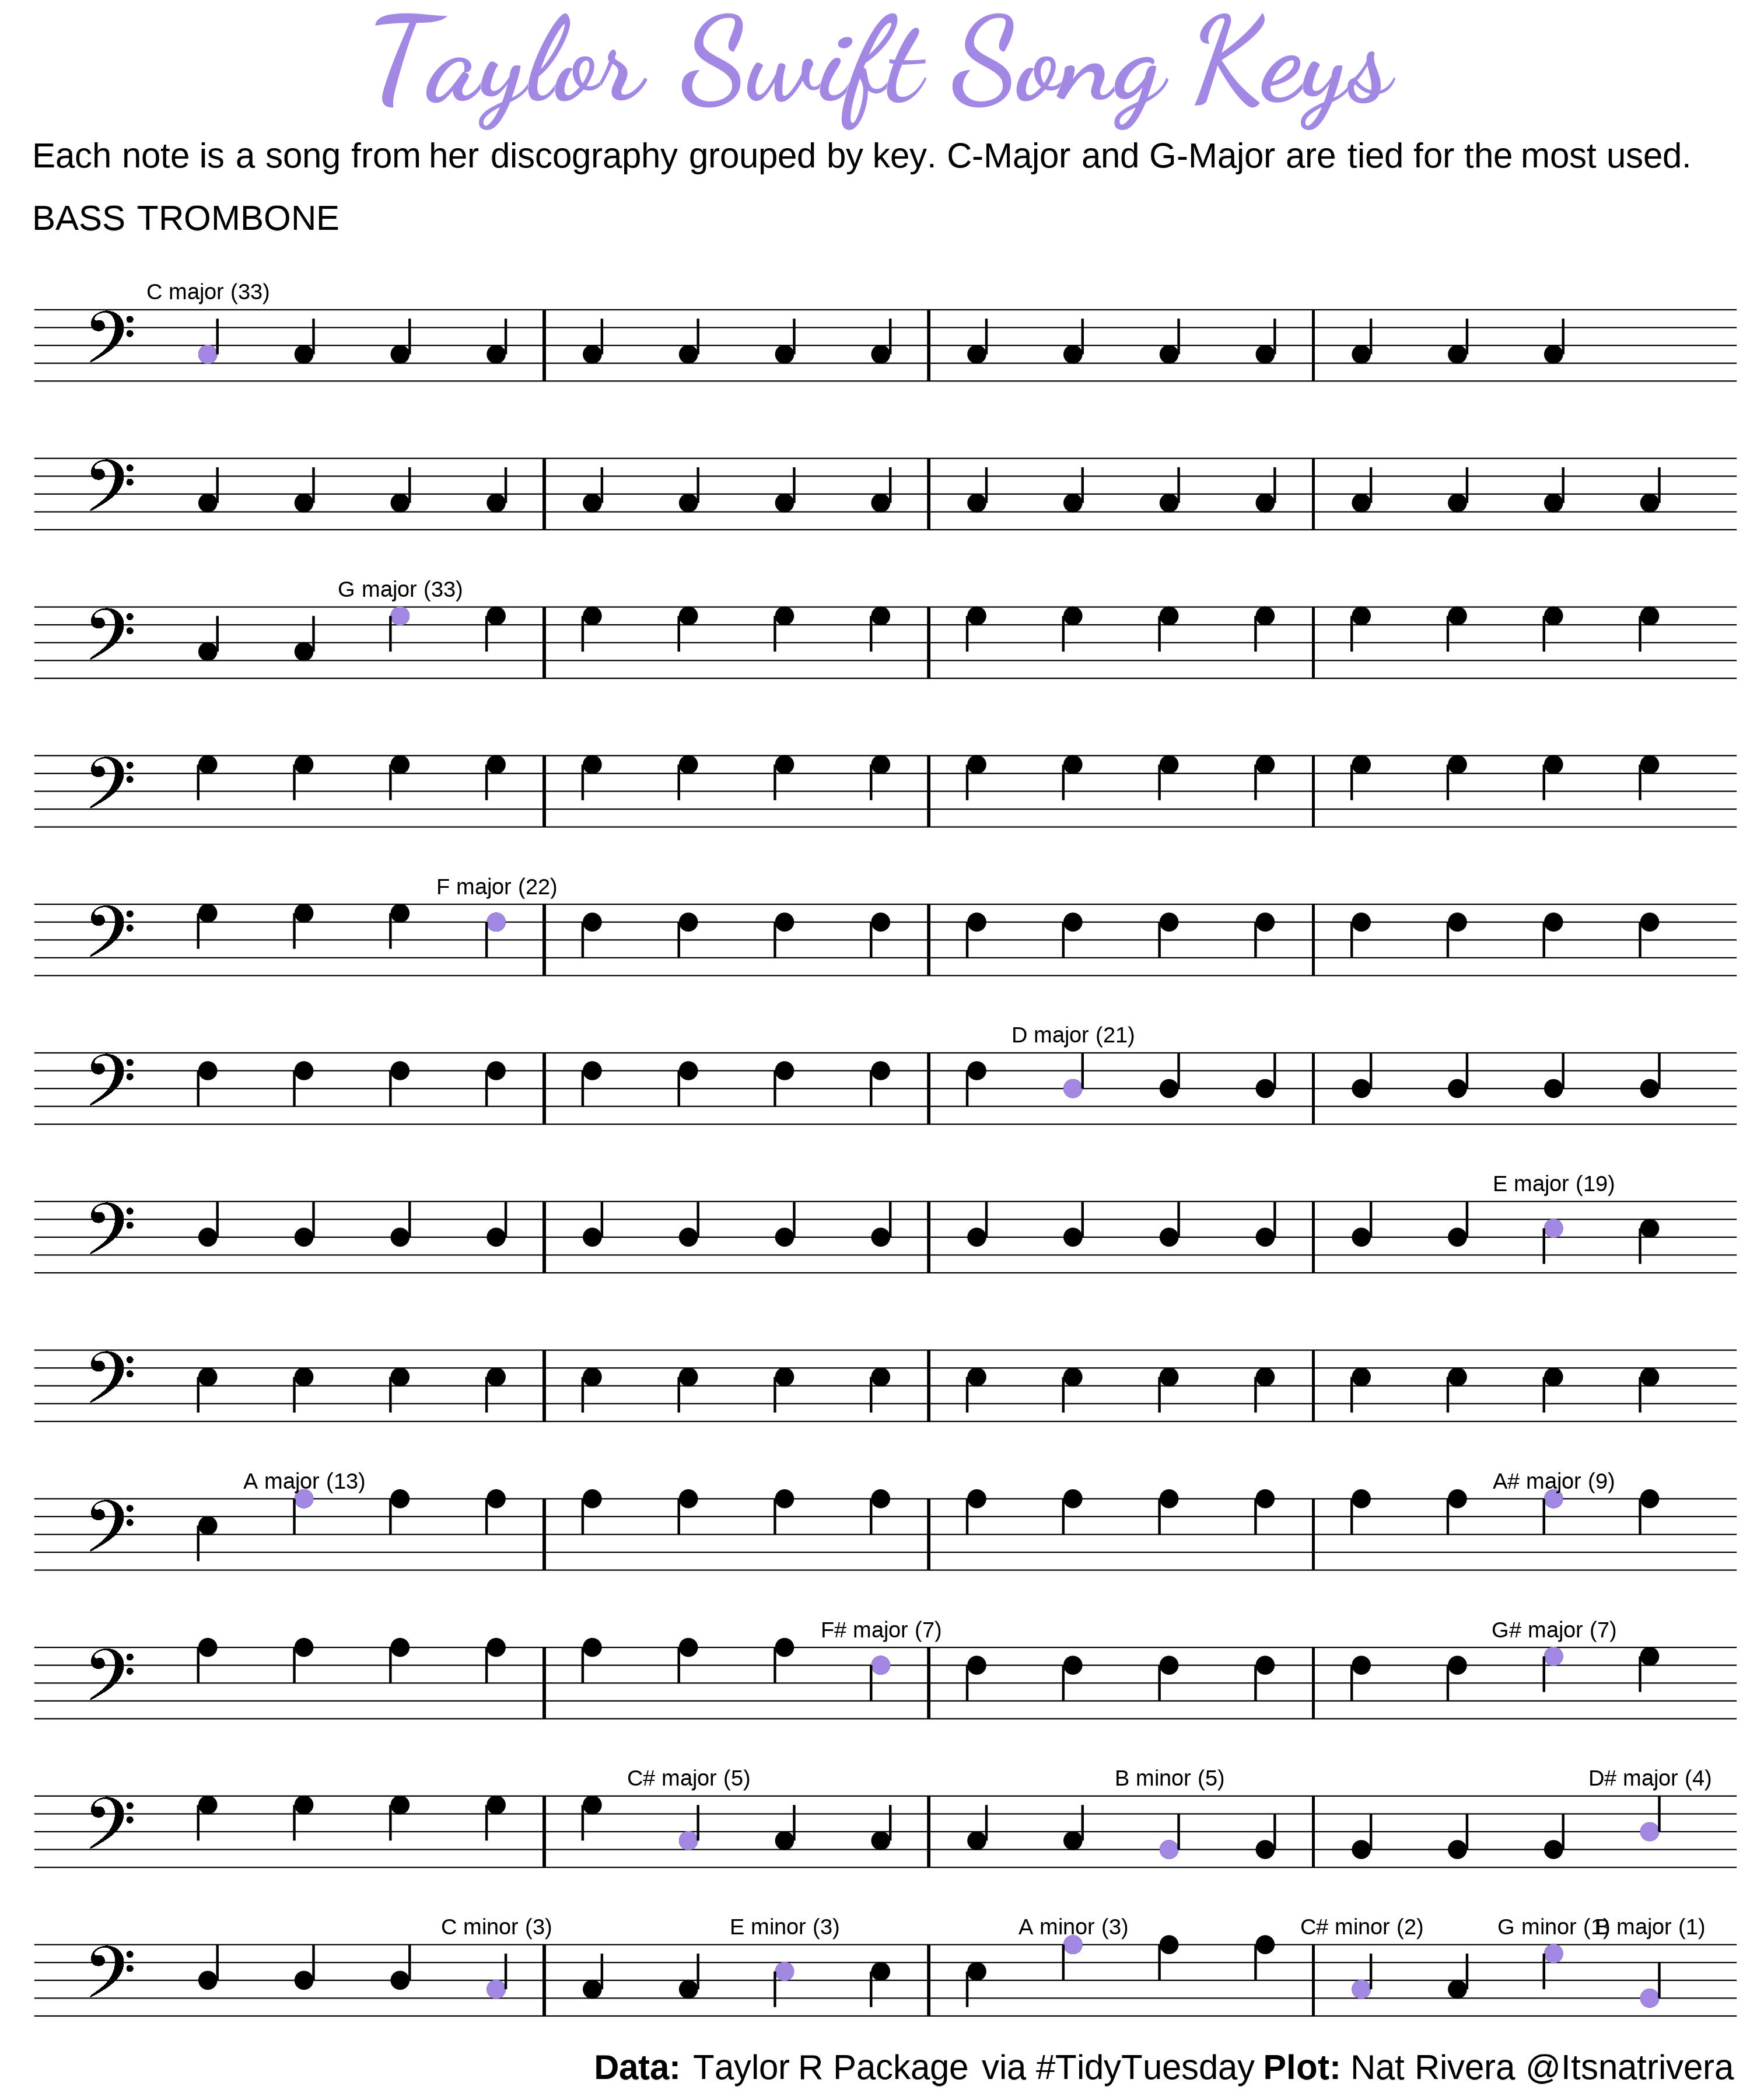 Taylor Swift Song Keys
Each note is a song from her discography grouped by key. C-Major and G-Major are tied for the most used.
BASS TROMBONE
C major (33)
G major (33)
F major (22)
D major (21)
E major (19)
A major (13) A# major (9)
F# major (7) G# major (7)
C# major (5) B minor (5) D# major (4)
C minor (3) E minor (3) A minor (3) C# minor (2) G minor (1) B major (1)
Data: Taylor R Package via #TidyTuesday Plot: Nat Rivera @Itsnatrivera